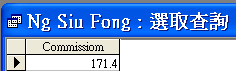 Ng Siu Fong : 選取查詢
Commissiom
171.4